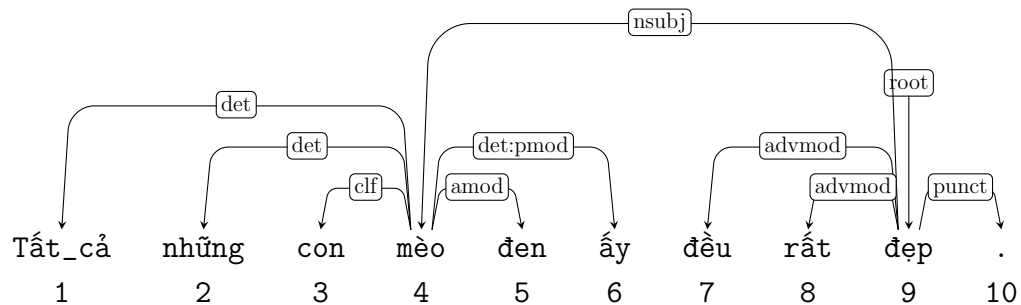 nsubj
root
det
det det:pmod advmod
clf amod advmod punct
Tất_cả những con mèo đen ấy đều rất đẹp .
1 2 3 4 5 6 7 8 9 10